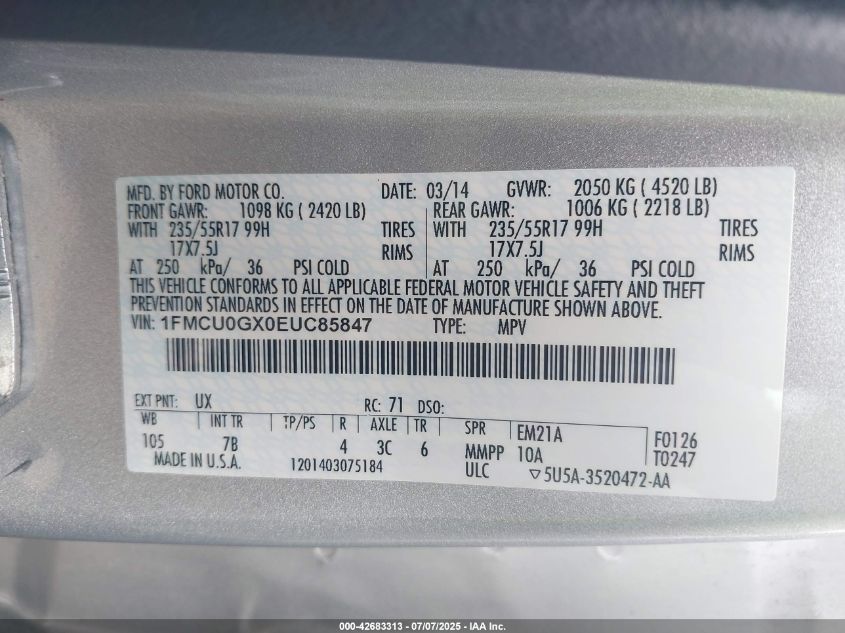 MFD. BY FORD MOTOR CO. DATE: 03/14 GVWR: 2050 KG ( 4520 LB)
FRONT GAWR: 1098 KG ( 2420 LB) REAR GAWR: 1006 KG ( 2218 LB)
WITH 235/55R17 99H TIRES WITH 235/55R17 99H TIRES
17X7.5J RIMS 17X7.5J RIMS
AT 250 kPa/ 36 PSI COLD AT 250 kPa/ 36 PSI COLD
THIS VEHICLE CONFORMS TO ALL APPLICABLE FEDERAL MOTOR VEHICLE SAFETY AND THEFT
PREVENTION STANDARDS IN EFFECT ON THE DATE OF MANUFACTURE SHOWN ABOVE.
VIN: 1FMCU0GX0EUC85847 TYPE: MPV
EXT PNT: UX RC: 71 DSO:
WB INT TR TP/PS R AXLE TR SPR EM21A F0126
105 7B 4 3C 6 MMPP 10A T0247
MADE IN U.S.A. 1201403075184 ULC ▽5U5A-3520472-AA
000-42683313 - 07/07/2025 - IAA Inc.